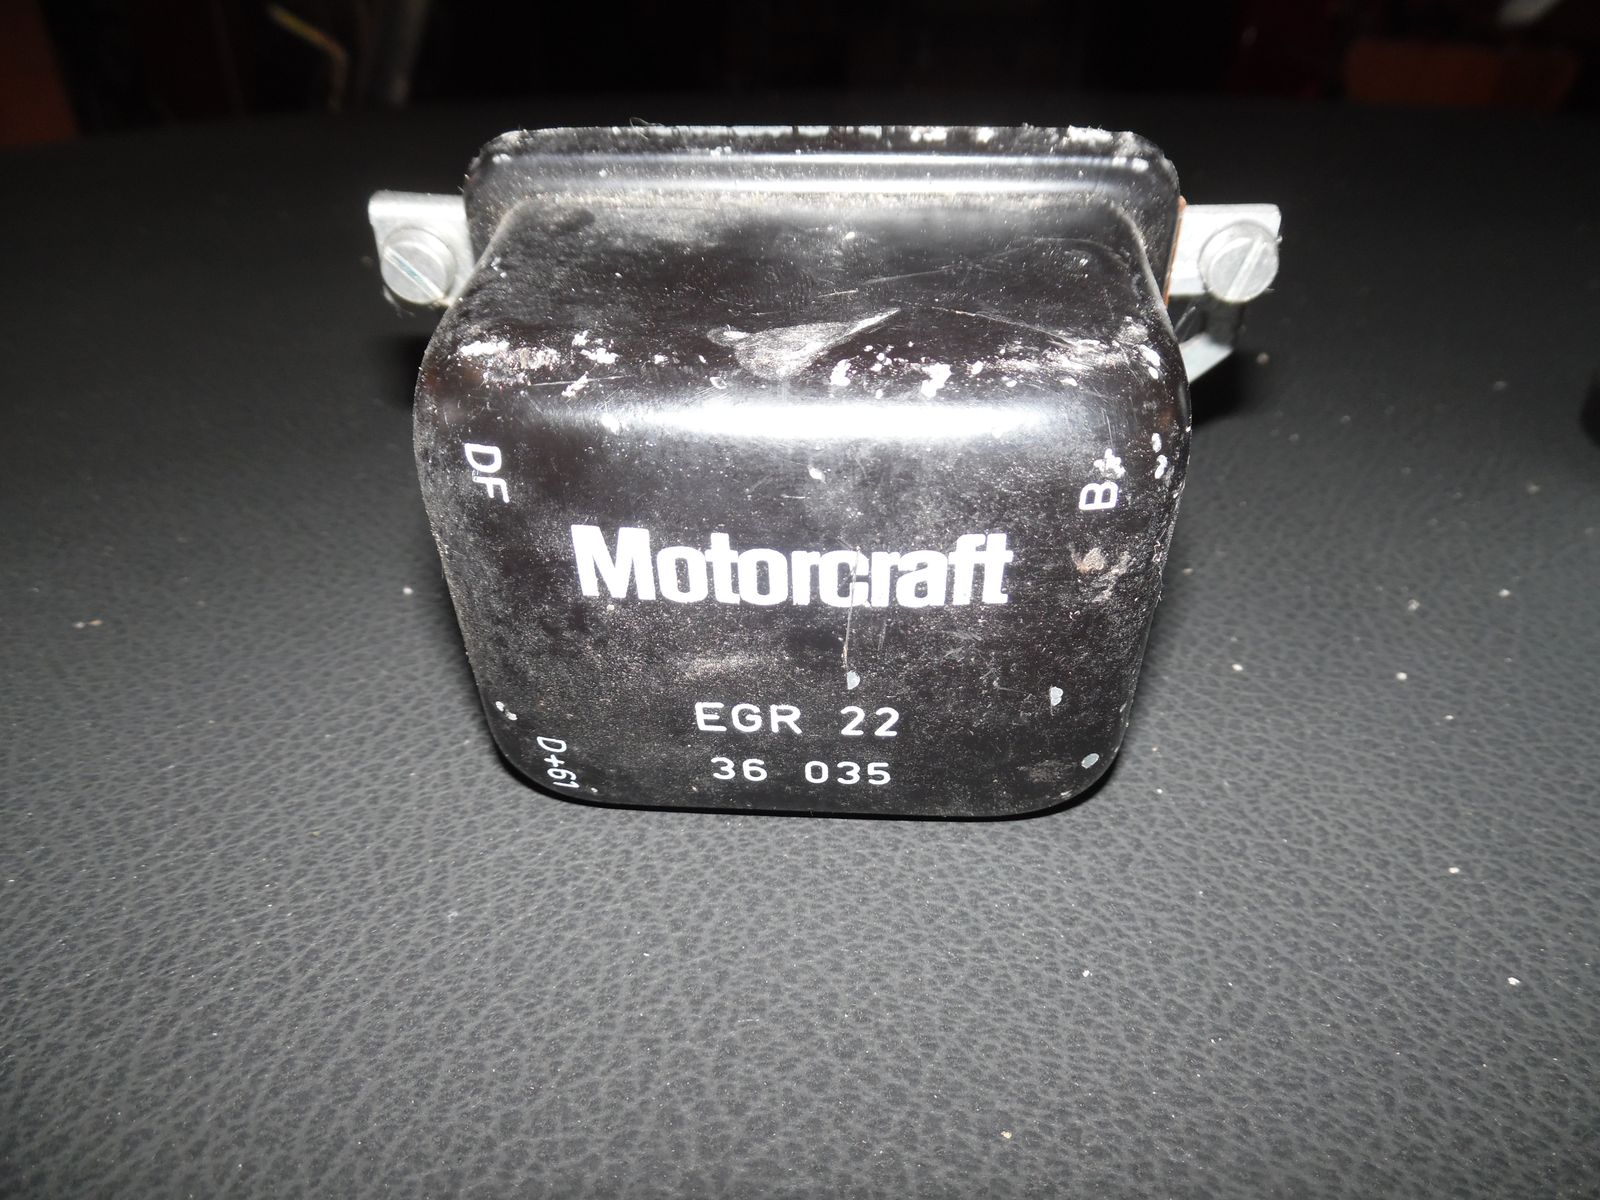 DF
B+
Motorcraft
EGR 22
36 035
D+61